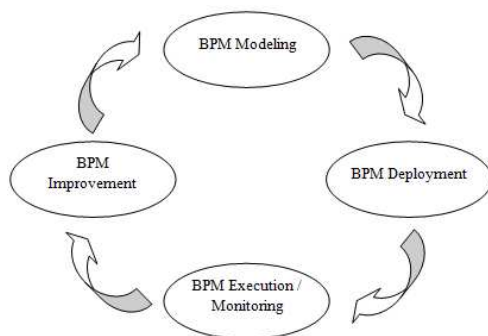 BPM Modeling
BPM Deployment
BPM Execution /
Monitoring
BPM
Improvement